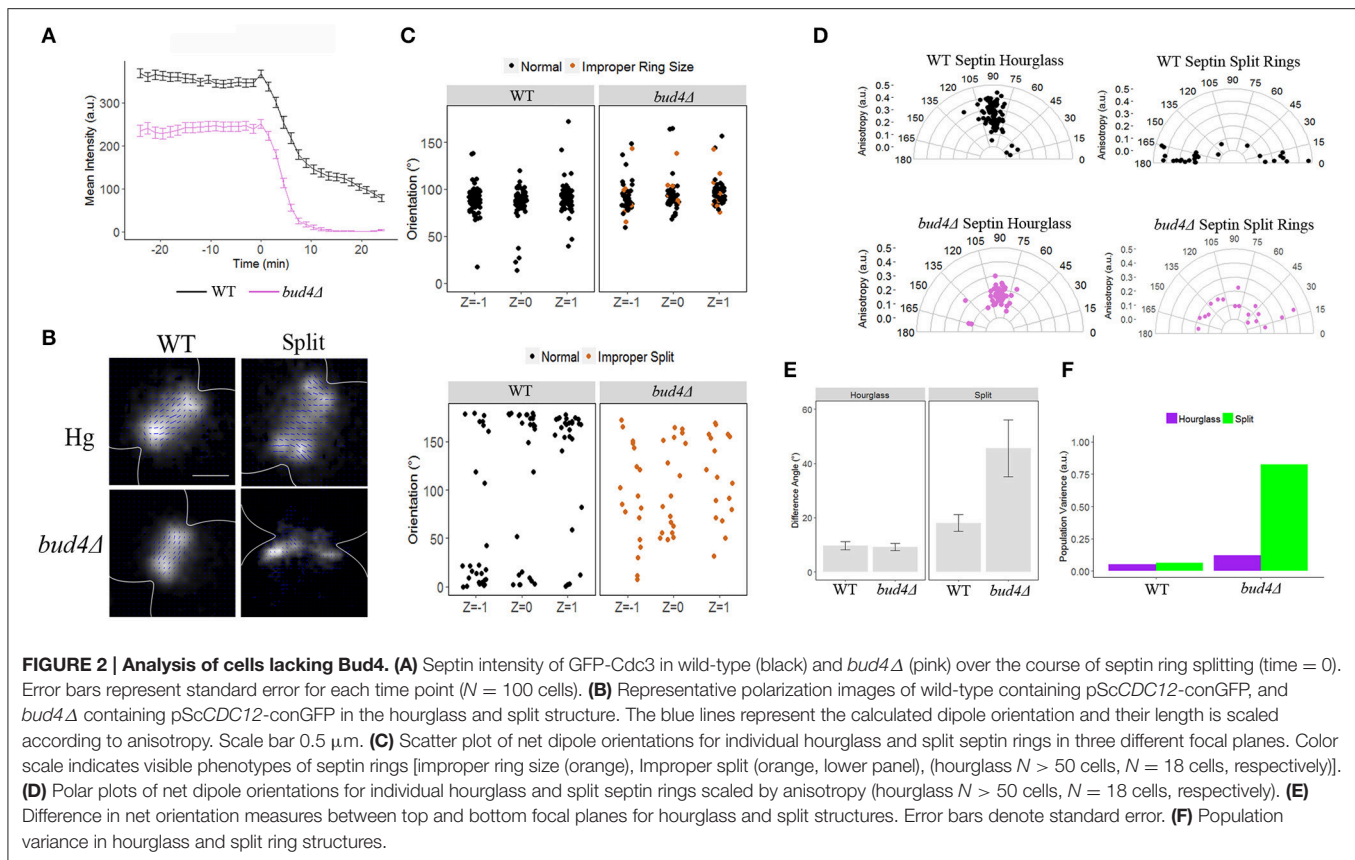 A
Mean Intensity (a.u.)
300
200
100
0
-20 -10 0 10 20
Time (min)
WT bud4Δ
B
WT Split
Hg
bud4Δ
C
Normal Improper Ring Size
WT bud4Δ
Orientation (°)
150
100
50
0
Z=-1 Z=0 Z=1 Z=-1 Z=0 Z=1
Normal Improper Split
WT bud4Δ
Orientation (°)
150
100
50
0
Z=-1 Z=0 Z=1 Z=-1 Z=0 Z=1
D
WT Septin Hourglass
Anisotropy (a.u.)
0.5
0.4
0.3
0.2
0.1
0.0
180 165 135 120 105 90 75 60 45 15 0
WT Septin Split Rings
Anisotropy (a.u.)
0.5
0.4
0.3
0.2
0.1
0.0
180 165 135 120 105 90 75 60 45 15 0
bud4Δ Septin Hourglass
Anisotropy (a.u.)
0.5
0.4
0.3
0.2
0.1
0.0
180 165 135 120 105 90 75 60 45 15 0
bud4Δ Septin Split Rings
Anisotropy (a.u.)
0.5
0.4
0.3
0.2
0.1
0.0
180 165 135 120 105 90 75 60 45 15 0
E
Hourglass Split
Difference Angle (°)
60
40
20
0
WT bud4Δ WT bud4Δ
F
Hourglass Split
Population Variance (a.u.)
1.00
0.75
0.50
0.25
0.00
WT bud4Δ
FIGURE 2 | Analysis of cells lacking Bud4. (A) Septin intensity of GFP-Cdc3 in wild-type (black) and bud4Δ (pink) over the course of septin ring splitting (time = 0).
Error bars represent standard error for each time point (N = 100 cells). (B) Representative polarization images of wild-type containing pScCDC12-conGFP, and
bud4Δ containing pScCDC12-conGFP in the hourglass and split structure. The blue lines represent the calculated dipole orientation and their length is scaled
according to anisotropy. Scale bar 0.5 μm. (C) Scatter plot of net dipole orientations for individual hourglass and split septin rings in three different focal planes. Color
scale indicates visible phenotypes of septin rings [improper ring size (orange), Improper split (orange, lower panel), (hourglass N > 50 cells, N = 18 cells, respectively)].
(D) Polar plots of net dipole orientations for individual hourglass and split septin rings scaled by anisotropy (hourglass N > 50 cells, N = 18 cells, respectively). (E)
Difference in net orientation measures between top and bottom focal planes for hourglass and split structures. Error bars denote standard error. (F) Population
variance in hourglass and split ring structures.